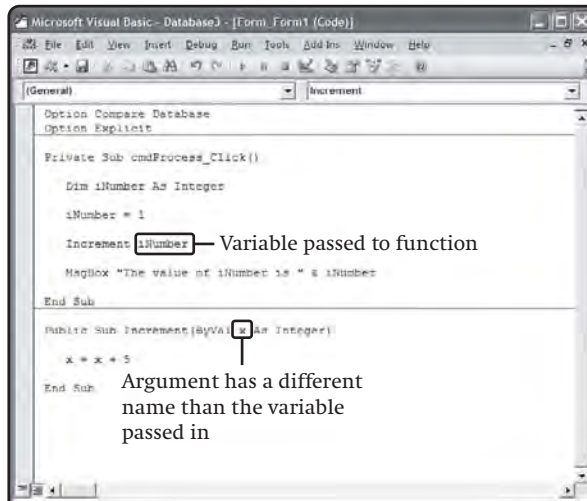 Microsoft Visual Basic - Database3 - [Form_Form1 (Code)]
File Edit View Insert Debug Run Tools Add-Ins Window Help
(General) Increment
Option Compare Database
Option Explicit
Private Sub cmdProcess_Click()
Dim iNumber As Integer
iNumber = 1
Increment iNumber Variable passed to function
MsgBox "The value of iNumber is " & iNumber
End Sub
Public Sub Increment(ByVal x As Integer)
x = x + 5
End Sub
Argument has a different
name than the variable
passed in